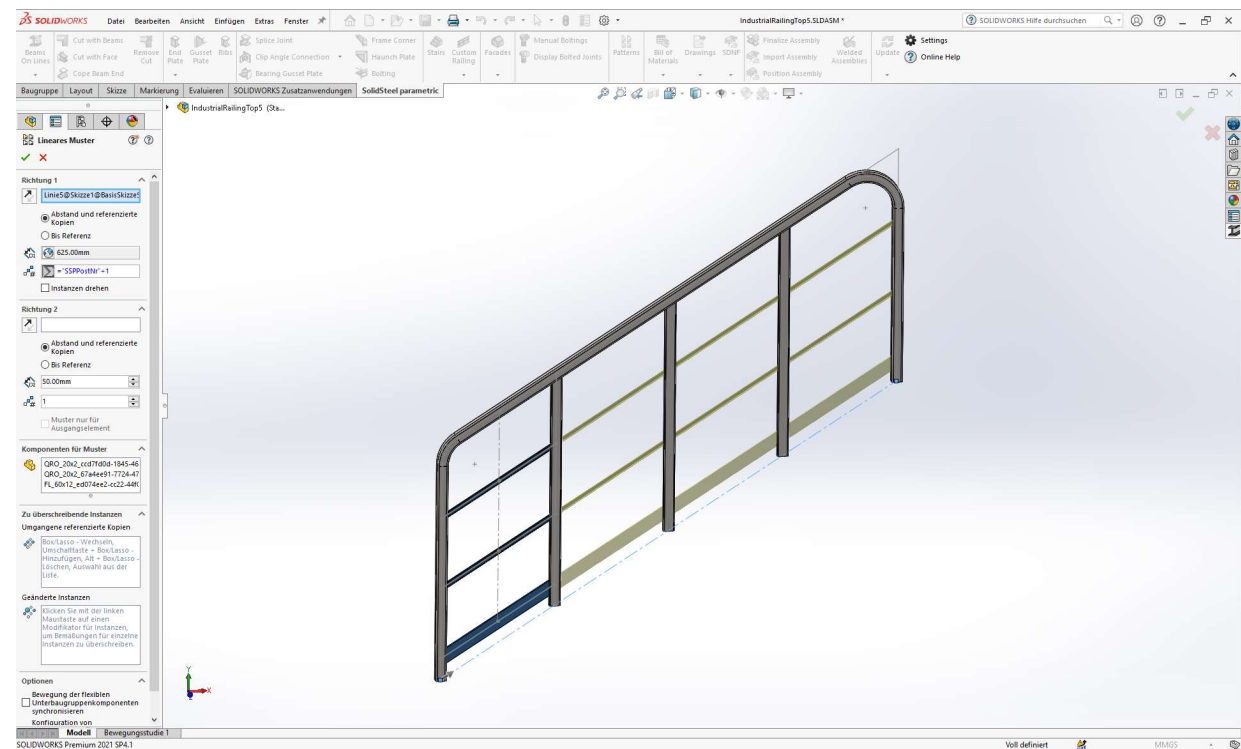 SOLIDWORKS Datei Bearbeiten Ansicht Einfügen Extras Fenster IndustrialRailingTop5.SLDASM * SOLIDWORKS Hilfe durchsuchen
Beams On Lines
Cut with Beams
Cut with Face
Cope Beam End
Remove Cut
End Plate
Gusset Plate
Ribs
Splice Joint
Clip Angle Connection
Bearing Gusset Plate
Frame Corner
Haunch Plate
Bolting
Stairs
Custom Railing
Facades
Manual Boltings
Display Bolted Joints
Patterns
Bill of Materials
Drawings
SDNF
Finalize Assembly
Import Assembly
Position Assembly
Welded Assemblies
Update
Settings
Online Help
Baugruppe Layout Skizze Markierung Evaluieren SOLIDWORKS Zusatzanwendungen SolidSteel parametric
IndustrialRailingTop5 (Sta...
Lineares Muster
Richtung 1
Linie5@Skizze1@BasisSkizze5
Abstand und referenzierte
Kopien
Bis Referenz
625.00mm
="SSPPostNr"+1
Instanzen drehen
Richtung 2
Abstand und referenzierte
Kopien
Bis Referenz
50.00mm
1
Muster nur für
Ausgangselement
Komponenten für Muster
QRO_20x2_ccd7fd0d-1845-46
QRO_20x2_67a4ee91-7724-47
FL_60x12_ed074ee2-cc22-44f0
Zu überschreibende Instanzen
Umgangene referenzierte Kopien
Box/Lasso - Wechseln,
Umschalttaste + Box/Lasso -
Hinzufügen, Alt + Box/Lasso -
Löschen, Auswahl aus der
Liste.
Geänderte Instanzen
Klicken Sie mit der linken
Maustaste auf einen
Modifikator für Instanzen,
um Bemaßungen für einzelne
Instanzen zu überschreiben.
Optionen
Bewegung der flexiblen
Unterbaugruppenkomponenten
synchronisieren
Konfiguration von
Y
X
Z
Modell Bewegungsstudie 1
SOLIDWORKS Premium 2021 SP4.1 Voll definiert MMGS